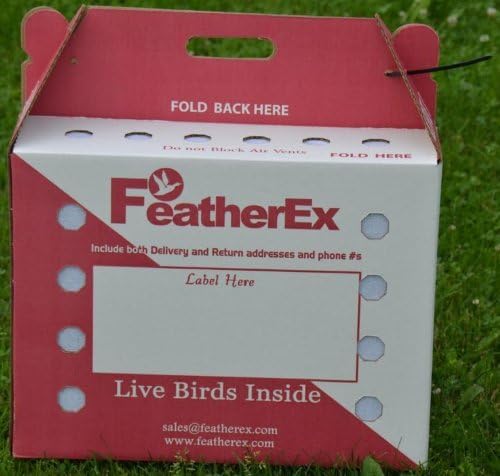 FOLD BACK HERE
Do not Block Air Vents
FOLD HERE
FeatherEx
Include both Delivery and Return addresses and phone #s
Label Here
Live Birds Inside
sales@featherex.com
www.featherex.com